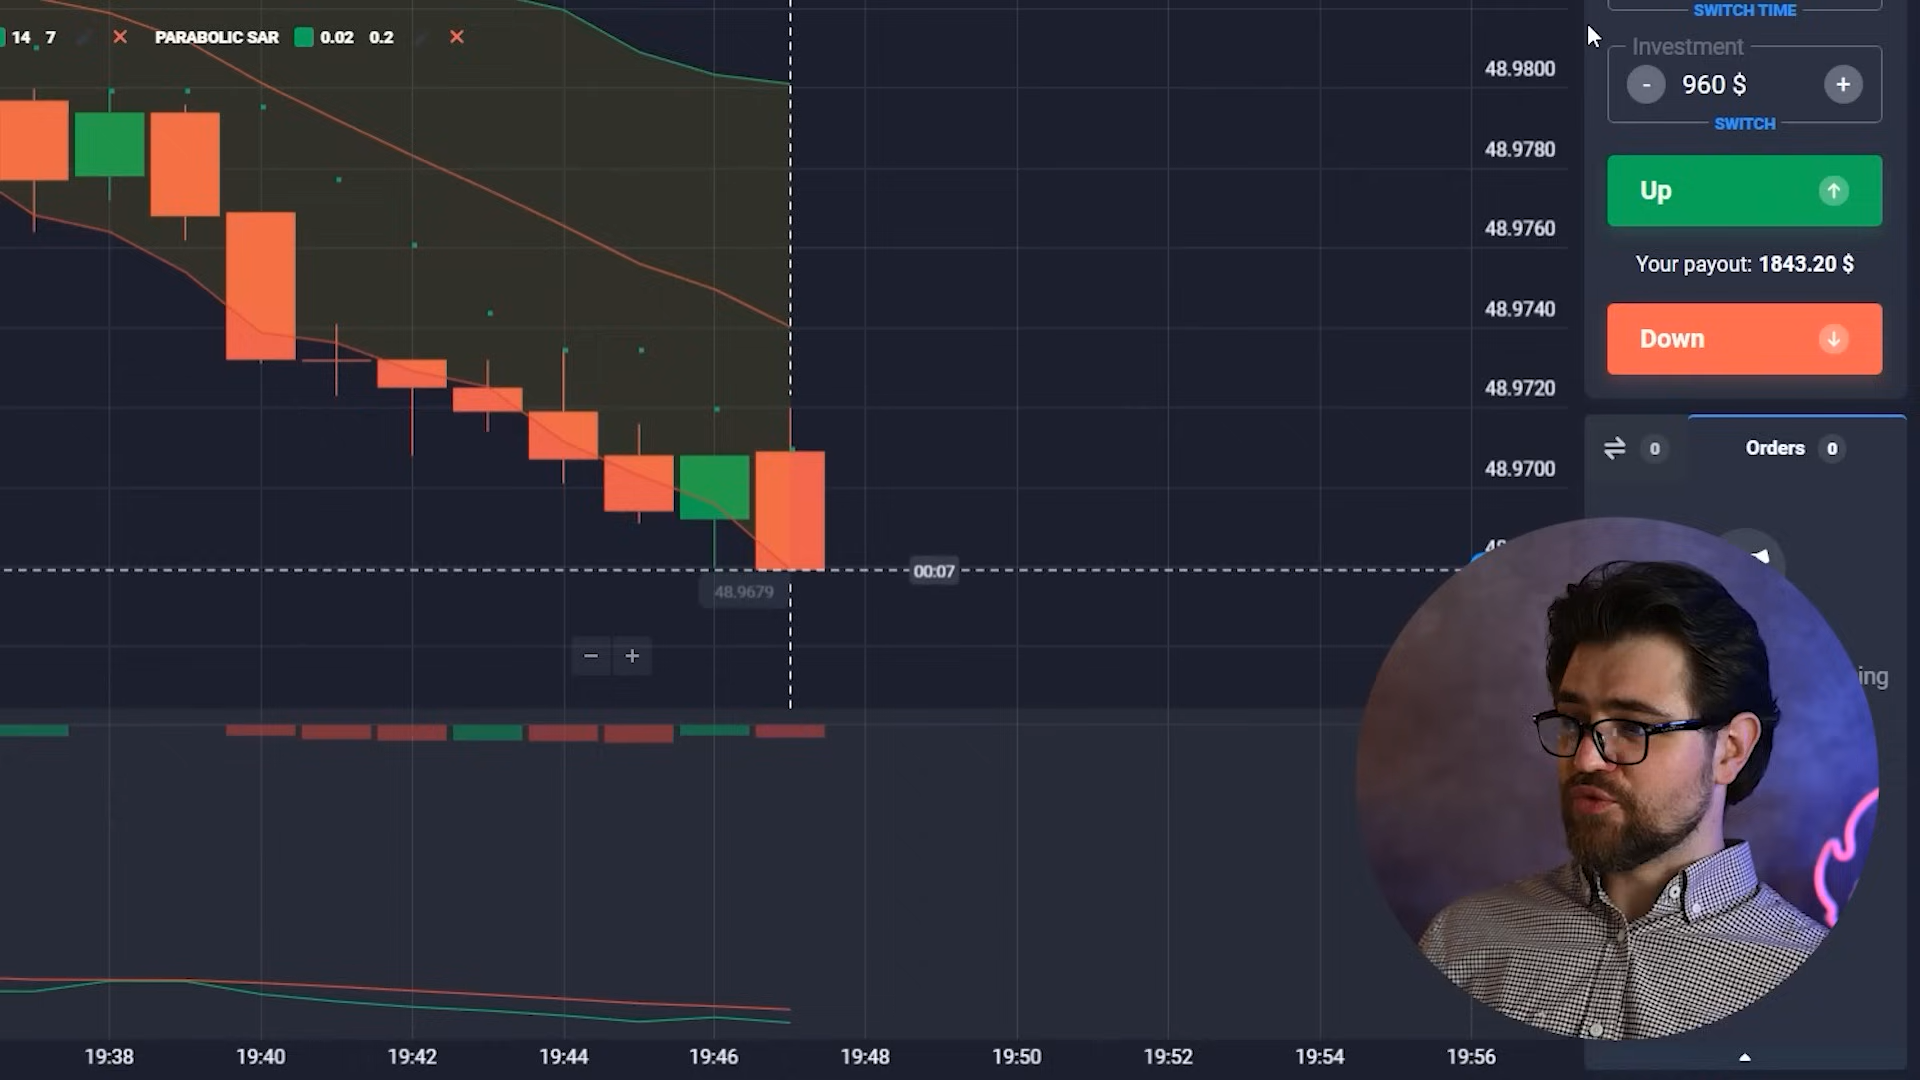 14 7 PARABOLIC SAR 0.02 0.2
SWITCH TIME
Investment
- 960 $ +
SWITCH
Up
Your payout: 1843.20 $
Down
0 Orders 0
48.9800
48.9780
48.9760
48.9740
48.9720
48.9700
00:07
48.9679
19:38 19:40 19:42 19:44 19:46 19:48 19:50 19:52 19:54 19:56